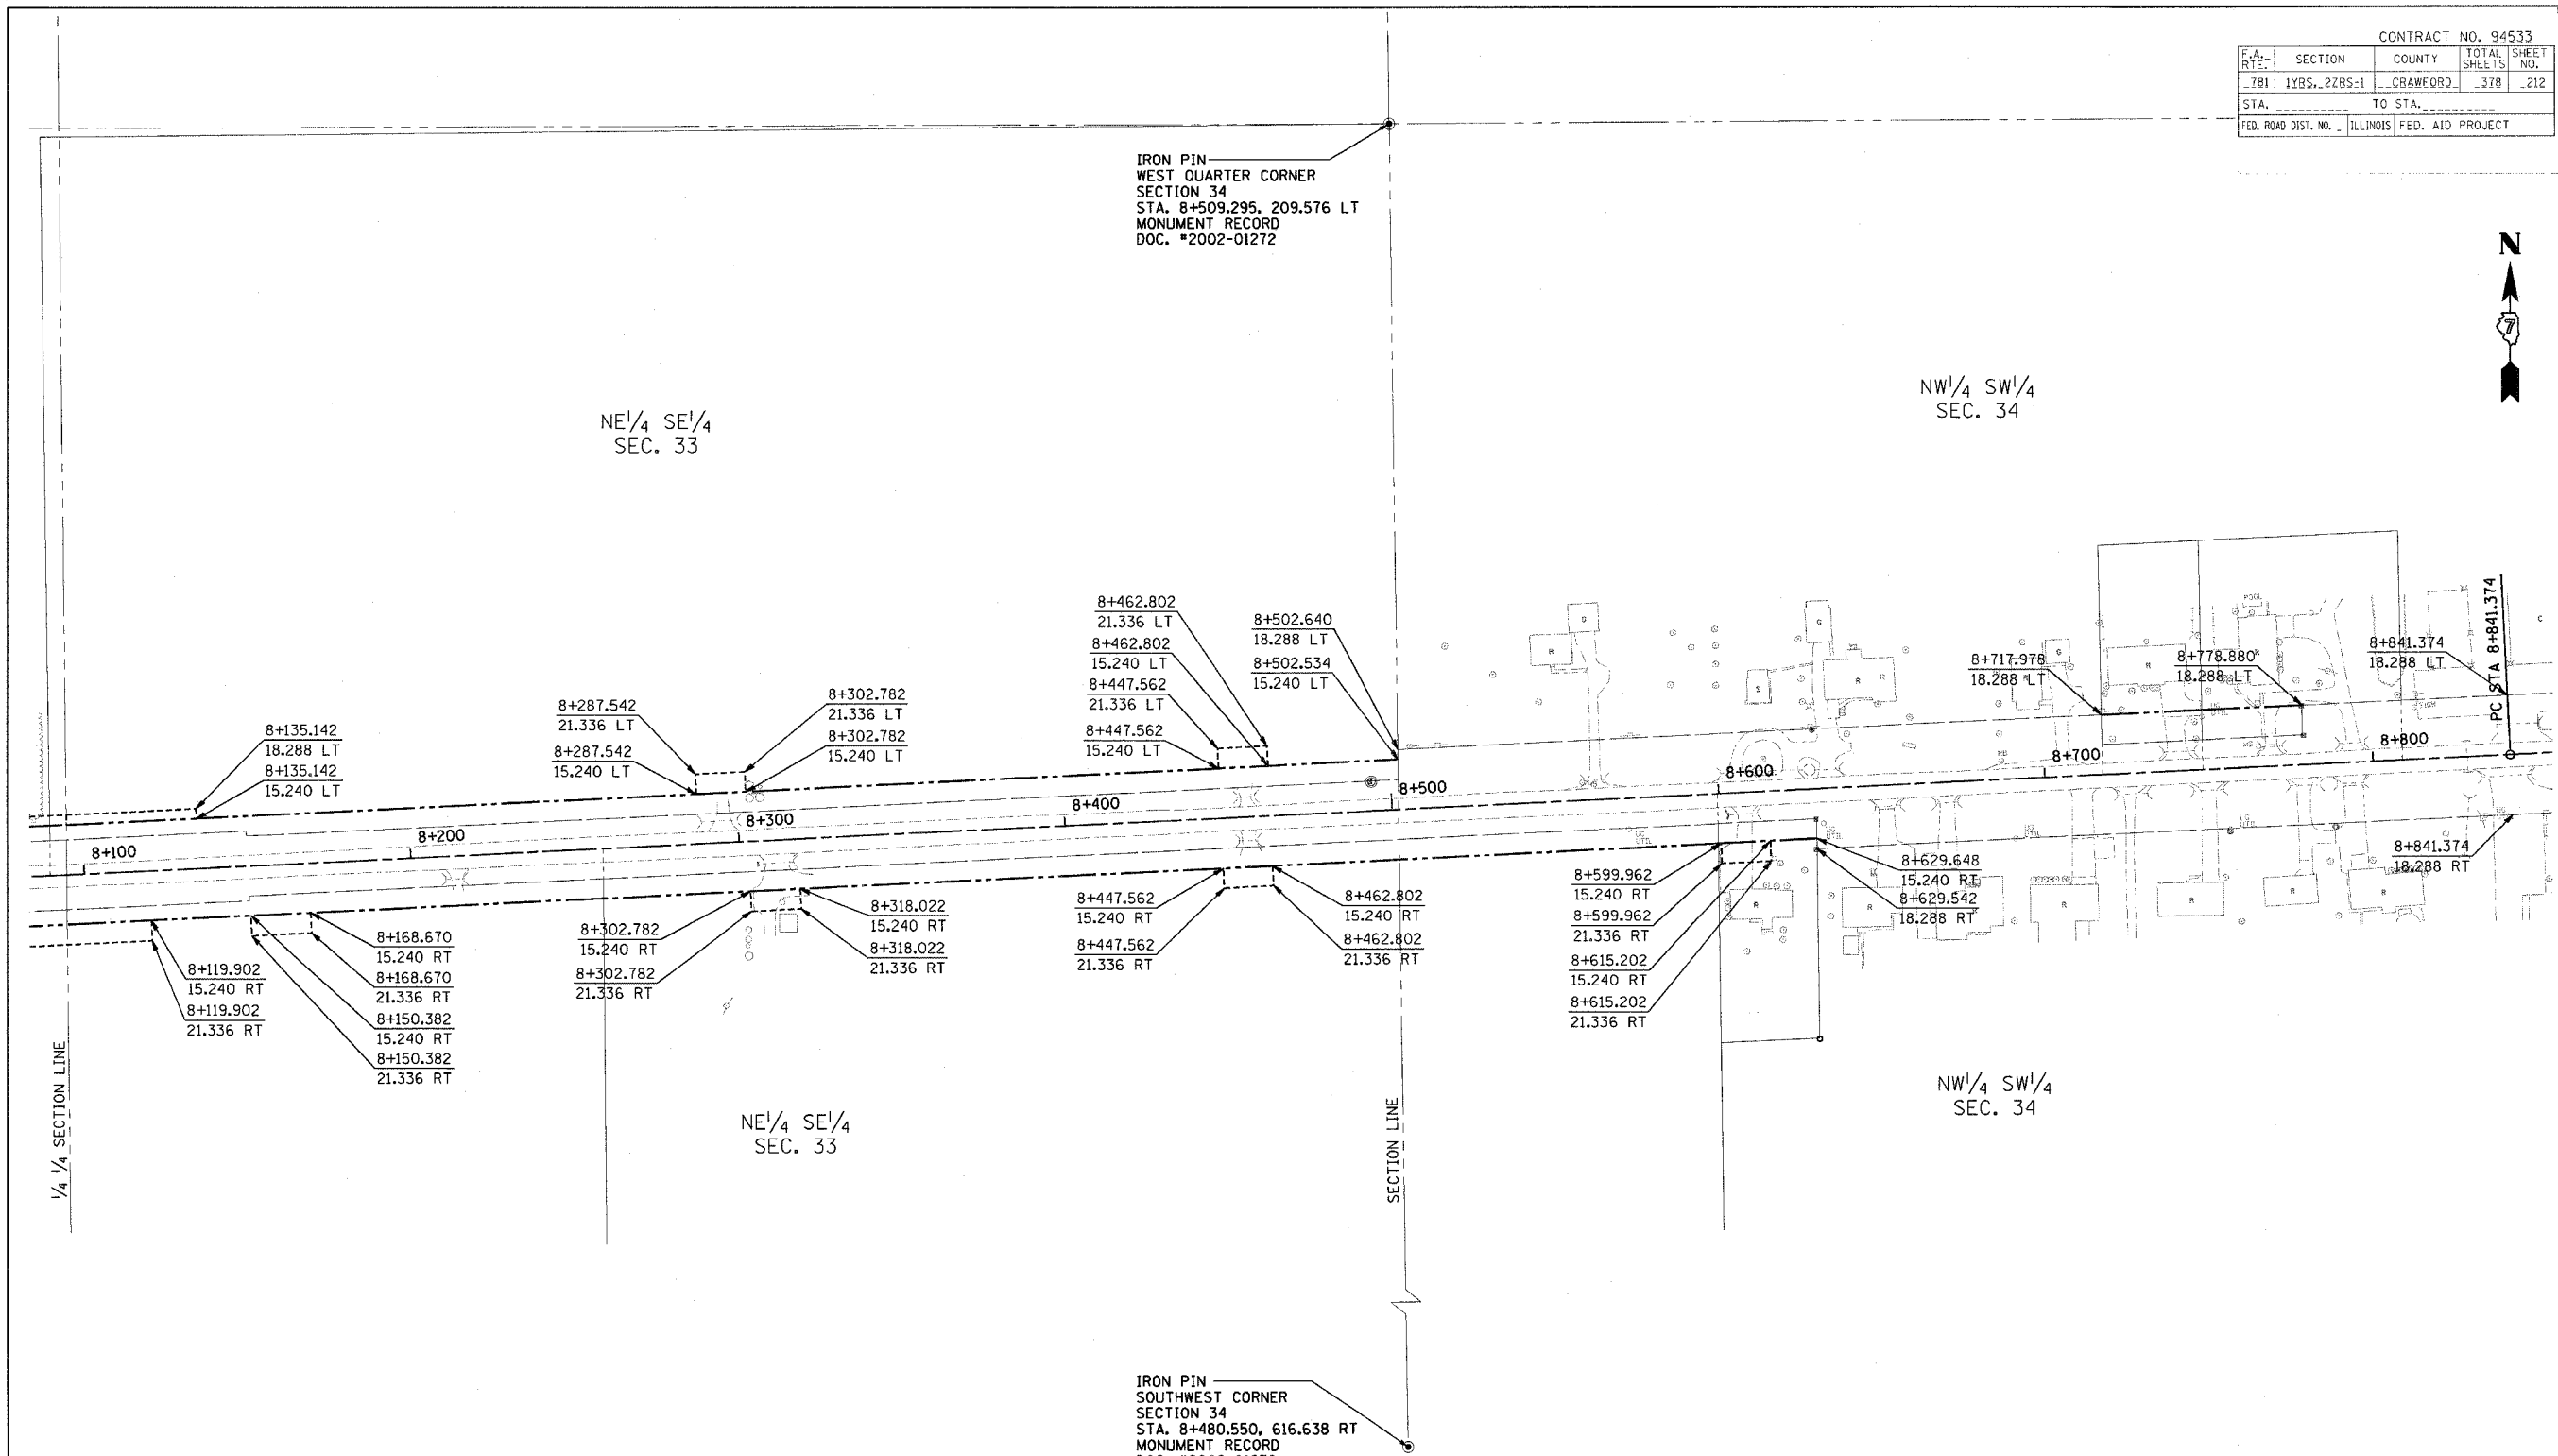 CONTRACT NO. 94533
F.A. RTE. SECTION COUNTY TOTAL SHEETS SHEET NO.
781 1YBS, 2ZBS-1 CRAWFORD 378 212
STA. TO STA.
FED. ROAD DIST. NO. ILLINOIS FED. AID PROJECT
IRON PIN
WEST QUARTER CORNER
SECTION 34
STA. 8+509.295, 209.576 LT
MONUMENT RECORD
DOC. #2002-01272
N
7
NE1/4 SE1/4
SEC. 33
NW1/4 SW1/4
SEC. 34
8+135.142
18.288 LT
8+135.142
15.240 LT
8+287.542
21.336 LT
8+287.542
15.240 LT
8+302.782
21.336 LT
8+302.782
15.240 LT
8+462.802
21.336 LT
8+462.802
15.240 LT
8+447.562
21.336 LT
8+447.562
15.240 LT
8+502.640
18.288 LT
8+502.534
15.240 LT
8+717.978
18.288 LT
8+778.880
18.288 LT
8+841.374
18.288 LT
PC STA 8+841.374
POOL
8+100
8+200
8+300
8+400
8+500
8+600
8+700
8+800
8+119.902
15.240 RT
8+119.902
21.336 RT
8+168.670
15.240 RT
8+168.670
21.336 RT
8+150.382
15.240 RT
8+150.382
21.336 RT
8+302.782
15.240 RT
8+302.782
21.336 RT
8+318.022
15.240 RT
8+318.022
21.336 RT
8+447.562
15.240 RT
8+447.562
21.336 RT
8+462.802
15.240 RT
8+462.802
21.336 RT
8+599.962
15.240 RT
8+599.962
21.336 RT
8+615.202
15.240 RT
8+615.202
21.336 RT
8+629.648
15.240 RT
8+629.542
18.288 RT
8+841.374
18.288 RT
1/4 1/4 SECTION LINE
SECTION LINE
NE1/4 SE1/4
SEC. 33
NW1/4 SW1/4
SEC. 34
IRON PIN
SOUTHWEST CORNER
SECTION 34
STA. 8+480.550, 616.638 RT
MONUMENT RECORD